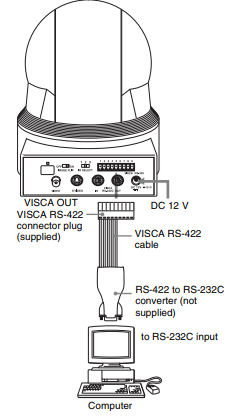 VISCA OUT
VISCA RS-422
connector plug
(supplied)
DC 12 V
VISCA RS-422
cable
RS-422 to RS-232C
converter (not
supplied)
to RS-232C input
Computer